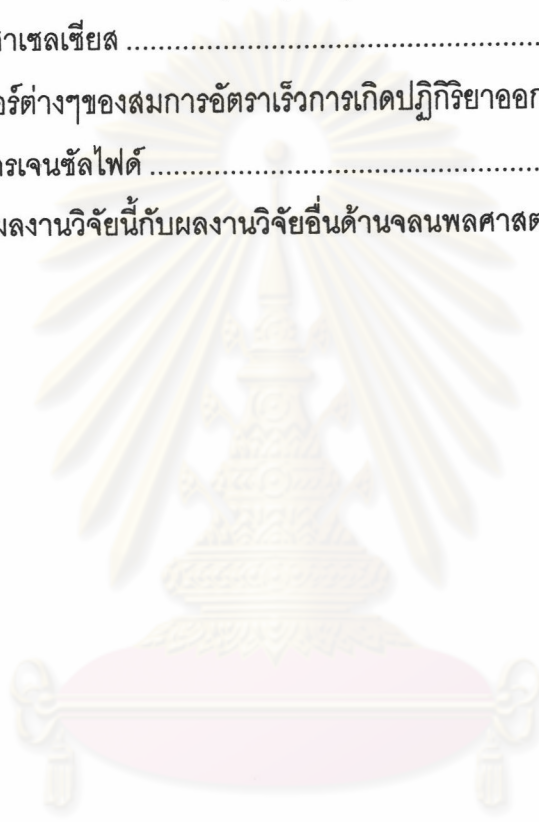 าเซลเซียส ..........................................................
อร์ต่างๆของสมการอัตราเร็วการเกิดปฏิกิริยาออก
ารเจนซัลไฟด์ ......................................................
ผลงานวิจัยนี้กับผลงานวิจัยอื่นด้านจลนพลศาสต